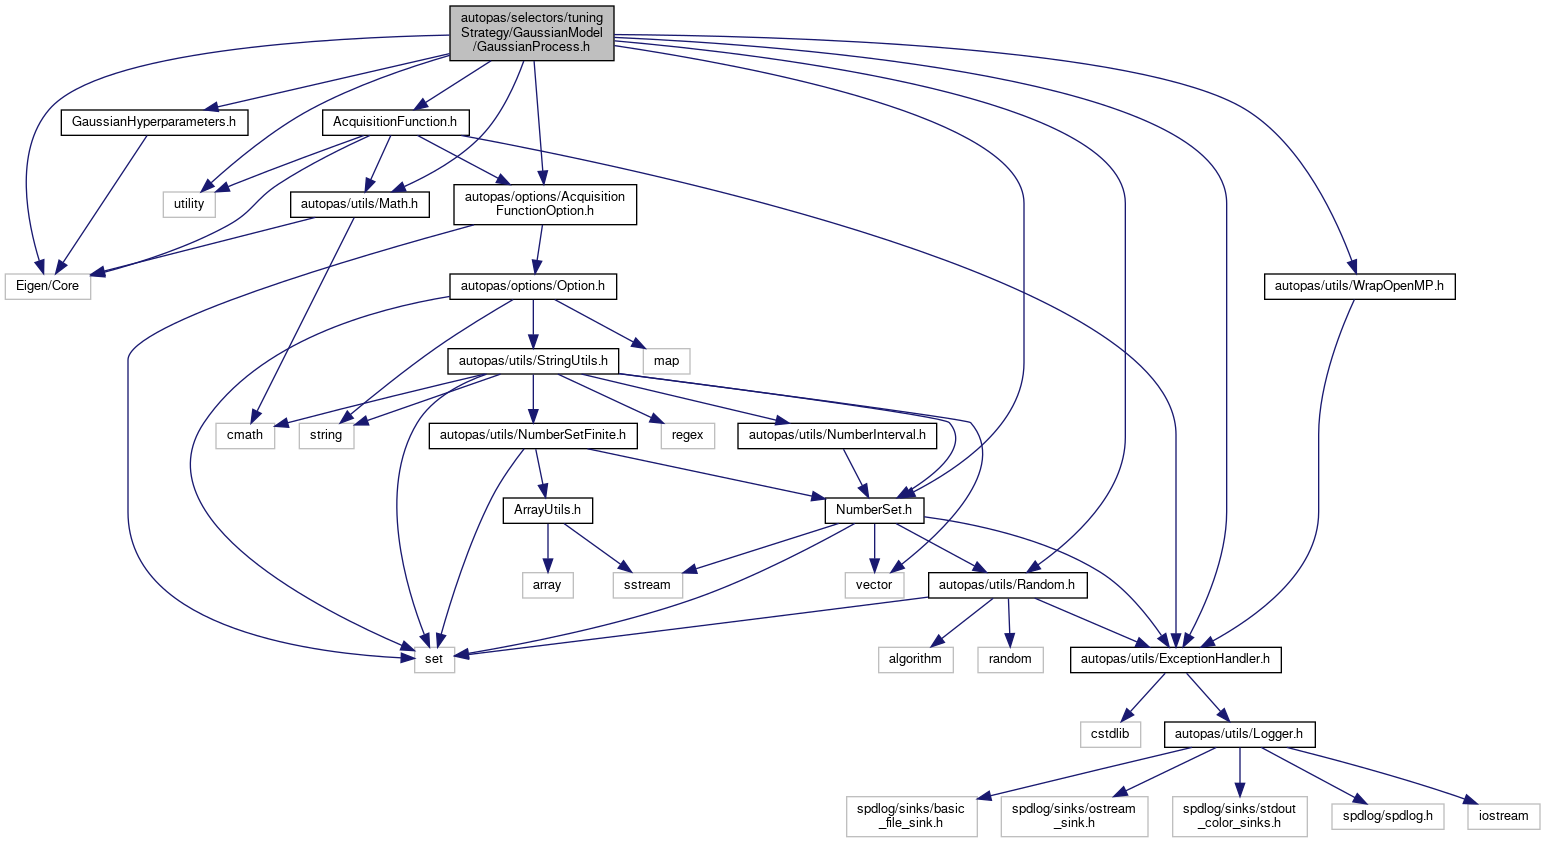 autopas/selectors/tuning
Strategy/GaussianModel
/GaussianProcess.h
GaussianHyperparameters.h
AcquisitionFunction.h
utility
autopas/utils/Math.h
autopas/options/Acquisition
FunctionOption.h
Eigen/Core
autopas/options/Option.h
autopas/utils/WrapOpenMP.h
autopas/utils/StringUtils.h
map
cmath
string
autopas/utils/NumberSetFinite.h
regex
autopas/utils/NumberInterval.h
ArrayUtils.h
NumberSet.h
array
sstream
vector
autopas/utils/Random.h
set
algorithm
random
autopas/utils/ExceptionHandler.h
cstdlib
autopas/utils/Logger.h
spdlog/sinks/basic
_file_sink.h
spdlog/sinks/ostream
_sink.h
spdlog/sinks/stdout
_color_sinks.h
spdlog/spdlog.h
iostream